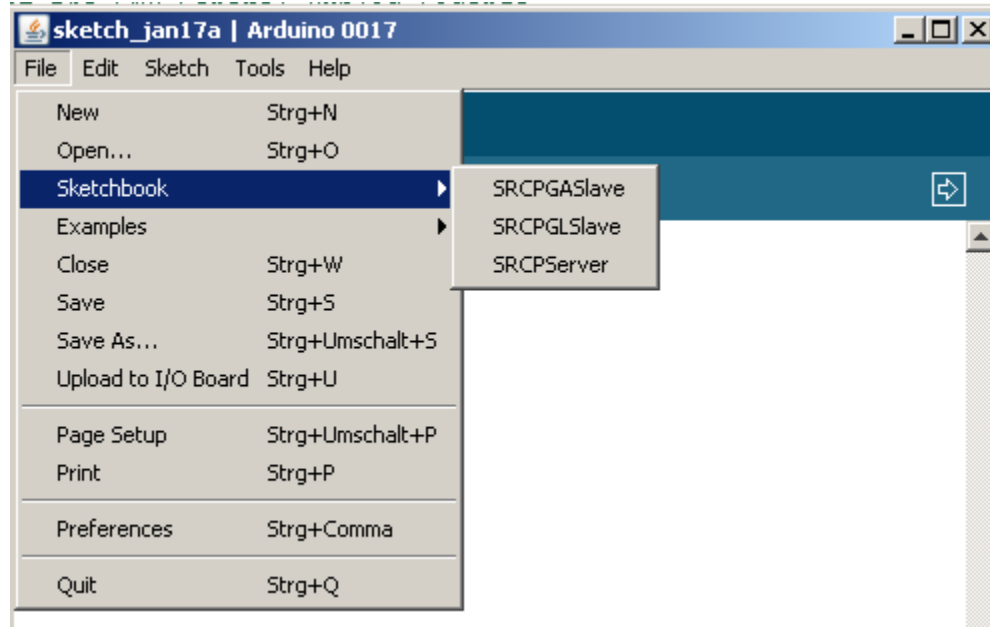 sketch_jan17a | Arduino 0017
File Edit Sketch Tools Help
New Strg+N
Open... Strg+O
Sketchbook
SRCPGASlave
SRCPGLSlave
SRCPServer
Examples
Close Strg+W
Save Strg+S
Save As... Strg+Umschalt+S
Upload to I/O Board Strg+U
Page Setup Strg+Umschalt+P
Print Strg+P
Preferences Strg+Comma
Quit Strg+Q